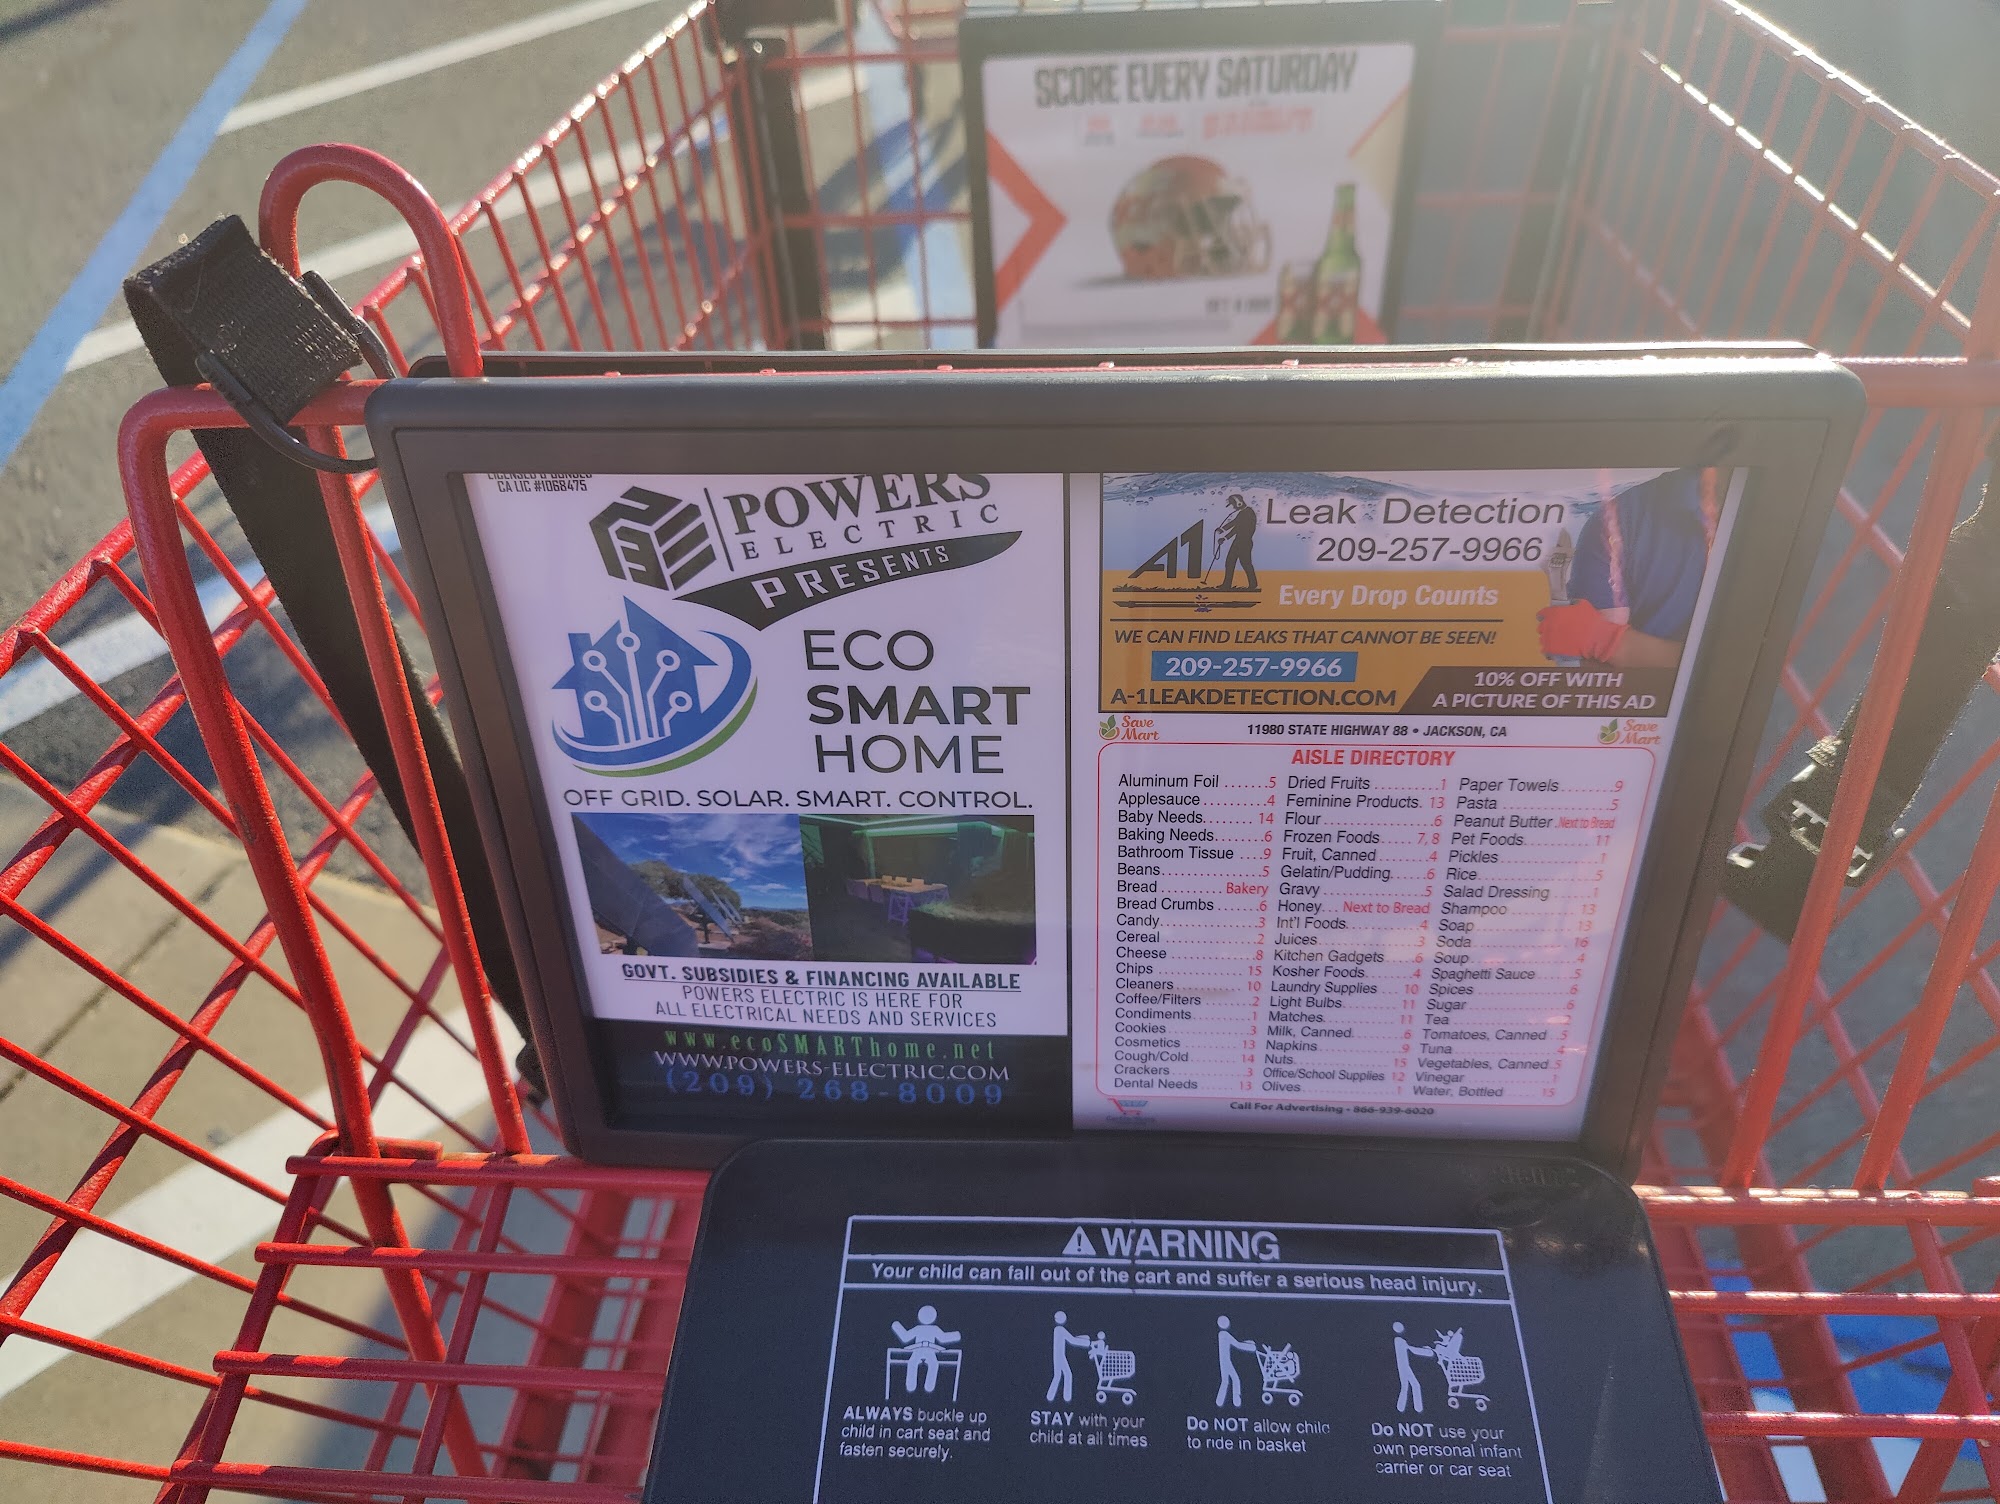 SCORE EVERY SATURDAY
CA LIC #1068475
POWERS
ELECTRIC
PRESENTS
ECO
SMART
HOME
OFF GRID. SOLAR. SMART. CONTROL.
GOVT. SUBSIDIES & FINANCING AVAILABLE
POWERS ELECTRIC IS HERE FOR
ALL ELECTRICAL NEEDS AND SERVICES
www.ecoSMARThome.net
WWW.POWERS-ELECTRIC.COM
(209) 268-8009
A1
Leak Detection
209-257-9966
Every Drop Counts
WE CAN FIND LEAKS THAT CANNOT BE SEEN!
209-257-9966
A-1LEAKDETECTION.COM
10% OFF WITH
A PICTURE OF THIS AD
Save
Mart
11980 STATE HIGHWAY 88 • JACKSON, CA
Save
Mart
AISLE DIRECTORY
Aluminum Foil ......5
Applesauce .........4
Baby Needs.......14
Baking Needs......6
Bathroom Tissue ....9
Beans.............5
Bread ......... Bakery
Bread Crumbs ......6
Candy.............3
Cereal ............2
Cheese ............8
Chips ............15
Cleaners ..........10
Coffee/Filters ......2
Condiments .........1
Cookies ............3
Cosmetics .........13
Cough/Cold ........14
Crackers ..........3
Dental Needs ......13
Dried Fruits ........1
Feminine Products. 13
Flour .............6
Frozen Foods.... 7, 8
Fruit, Canned ......4
Gelatin/Pudding.....6
Gravy .............5
Honey... Next to Bread
Int'l Foods.........4
Juices ............3
Kitchen Gadgets ....6
Kosher Foods.......4
Laundry Supplies ...10
Light Bulbs........11
Matches...........11
Milk, Canned........6
Napkins ...........9
Nuts.............15
Office/School Supplies 12
Olives ............1
Paper Towels.......9
Pasta .............5
Peanut Butter. Next to Bread
Pet Foods.........11
Pickles ...........1
Rice..............5
Salad Dressing .....1
Shampoo ..........13
Soap .............13
Soda .............16
Soup..............4
Spaghetti Sauce ....5
Spices ............6
Sugar .............6
Tea ..............2
Tomatoes, Canned ..5
Tuna .............4
Vegetables, Canned.5
Vinegar ...........1
Water, Bottled .....15
Call For Advertising • 866-939-6020
WARNING
Your child can fall out of the cart and suffer a serious head injury.
ALWAYS buckle up
child in cart seat and
fasten securely.
STAY with your
child at all times
Do NOT allow child
to ride in basket
Do NOT use your
own personal infant
carrier or car seat